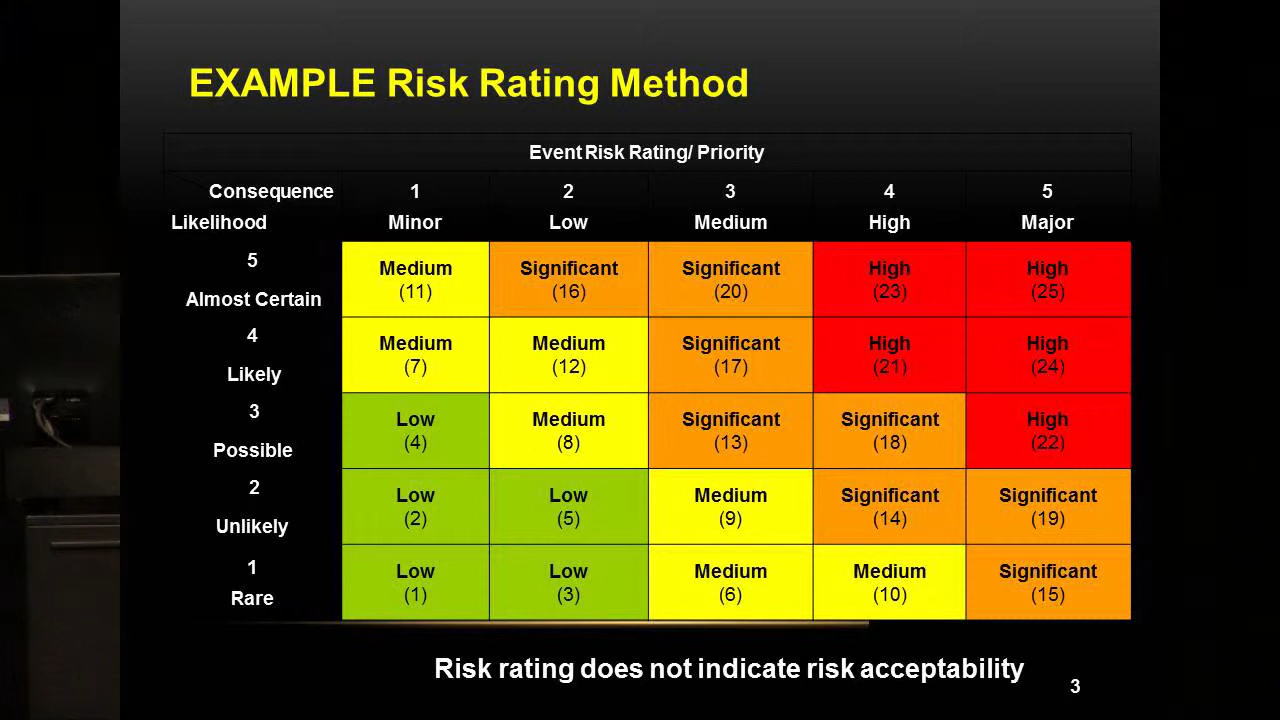 EXAMPLE Risk Rating Method
Event Risk Rating/ Priority
Consequence 1 2 3 4 5
Likelihood Minor Low Medium High Major
5 Medium Significant Significant High High
Almost Certain (11) (16) (20) (23) (25)
4 Medium Medium Significant High High
Likely (7) (12) (17) (21) (24)
3 Low Medium Significant Significant High
Possible (4) (8) (13) (18) (22)
2 Low Low Medium Significant Significant
Unlikely (2) (5) (9) (14) (19)
1 Low Low Medium Medium Significant
Rare (1) (3) (6) (10) (15)
Risk rating does not indicate risk acceptability
3